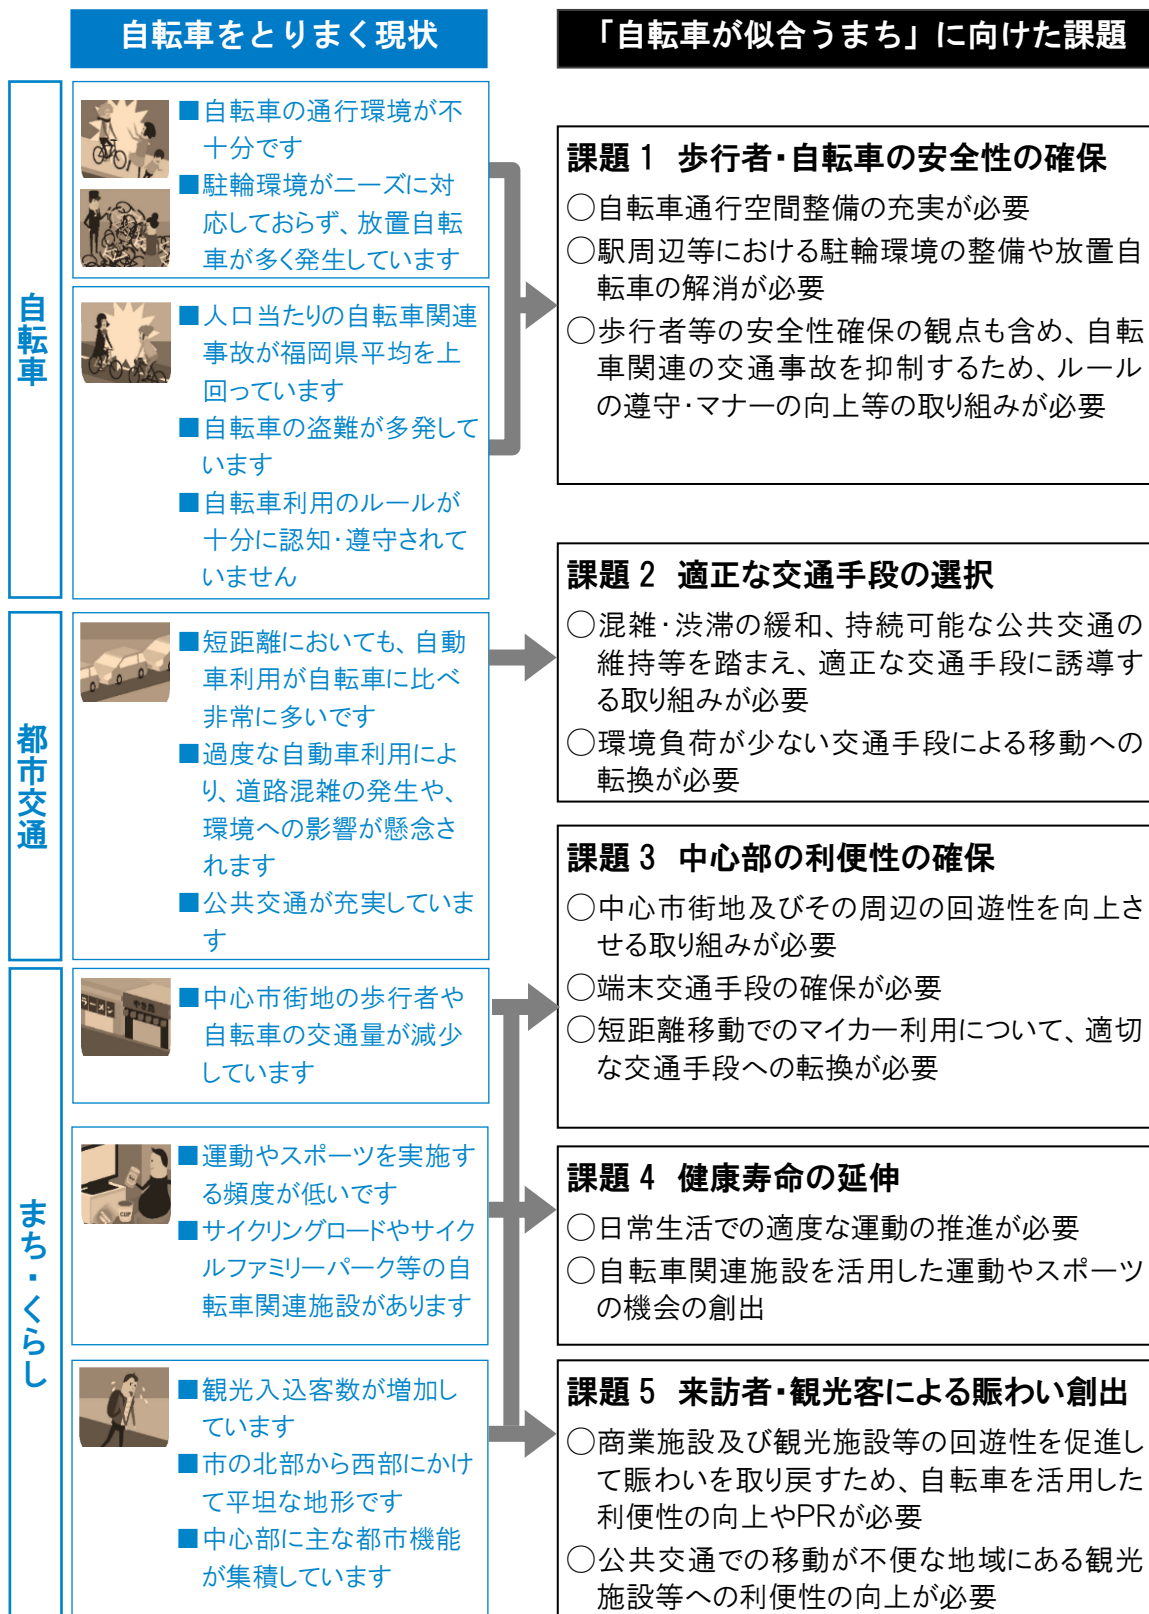 自転車をとりまく現状
「自転車が似合うまち」に向けた課題
自転車
■自転車の通行環境が不
十分です
■駐輪環境がニーズに対
応しておらず、放置自転
車が多く発生しています
■人口当たりの自転車関連
事故が福岡県平均を上
回っています
■自転車の盗難が多発して
います
■自転車利用のルールが
十分に認知・遵守されて
いません
課題 1 歩行者・自転車の安全性の確保
○自転車通行空間整備の充実が必要
○駅周辺等における駐輪環境の整備や放置自
転車の解消が必要
○歩行者等の安全性確保の観点も含め、自転
車関連の交通事故を抑制するため、ルール
の遵守・マナーの向上等の取り組みが必要
都市交通
■短距離においても、自動
車利用が自転車に比べ
非常に多いです
■過度な自動車利用によ
り、道路混雑の発生や、
環境への影響が懸念さ
れます
■公共交通が充実していま
す
課題 2 適正な交通手段の選択
○混雑・渋滞の緩和、持続可能な公共交通の
維持等を踏まえ、適正な交通手段に誘導す
る取り組みが必要
○環境負荷が少ない交通手段による移動への
転換が必要
まち・くらし
ラーメン
やき鳥
■中心市街地の歩行者や
自転車の交通量が減少
しています
課題 3 中心部の利便性の確保
○中心市街地及びその周辺の回遊性を向上さ
せる取り組みが必要
○端末交通手段の確保が必要
○短距離移動でのマイカー利用について、適切
な交通手段への転換が必要
CUP
■運動やスポーツを実施す
る頻度が低いです
■サイクリングロードやサイク
ルファミリーパーク等の自
転車関連施設があります
課題 4 健康寿命の延伸
○日常生活での適度な運動の推進が必要
○自転車関連施設を活用した運動やスポーツ
の機会の創出
■観光入込客数が増加し
ています
■市の北部から西部にかけ
て平坦な地形です
■中心部に主な都市機能
が集積しています
課題 5 来訪者・観光客による賑わい創出
○商業施設及び観光施設等の回遊性を促進し
て賑わいを取り戻すため、自転車を活用した
利便性の向上やPRが必要
○公共交通での移動が不便な地域にある観光
施設等への利便性の向上が必要